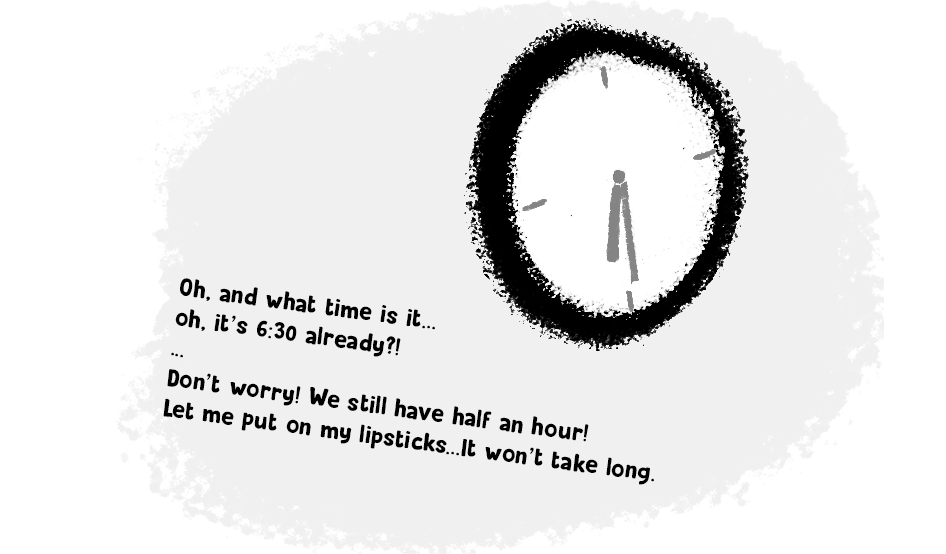 Oh, and what time is it...
oh, it's 6:30 already?!
...
Don't worry! We still have half an hour!
Let me put on my lipsticks...It won't take long.